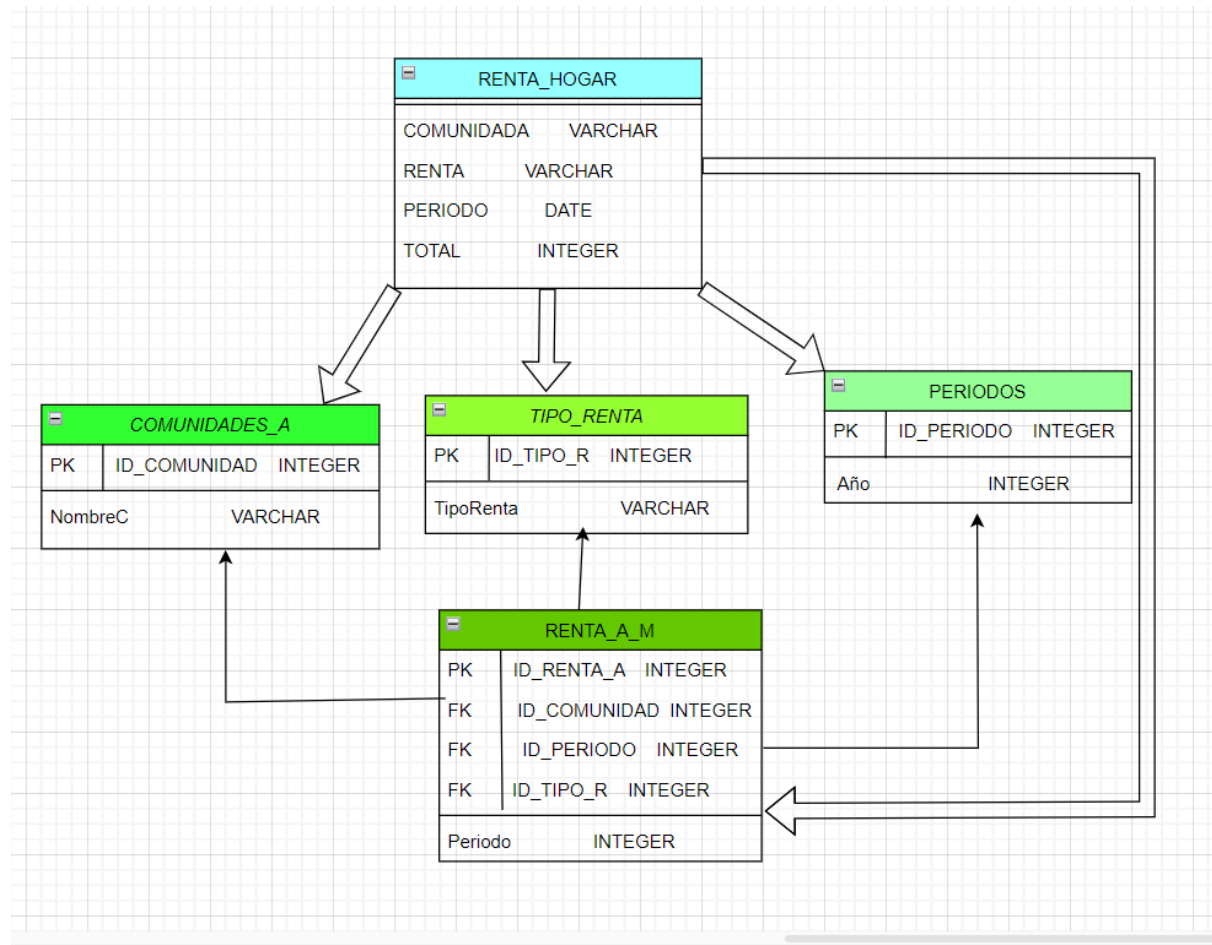 RENTA_HOGAR
COMUNIDADA VARCHAR
RENTA VARCHAR
PERIODO DATE
TOTAL INTEGER
COMUNIDADES_A
PK ID_COMUNIDAD INTEGER
NombreC VARCHAR
TIPO_RENTA
PK ID_TIPO_R INTEGER
TipoRenta VARCHAR
PERIODOS
PK ID_PERIODO INTEGER
Año INTEGER
RENTA_A_M
PK ID_RENTA_A INTEGER
FK ID_COMUNIDAD INTEGER
FK ID_PERIODO INTEGER
FK ID_TIPO_R INTEGER
Periodo INTEGER